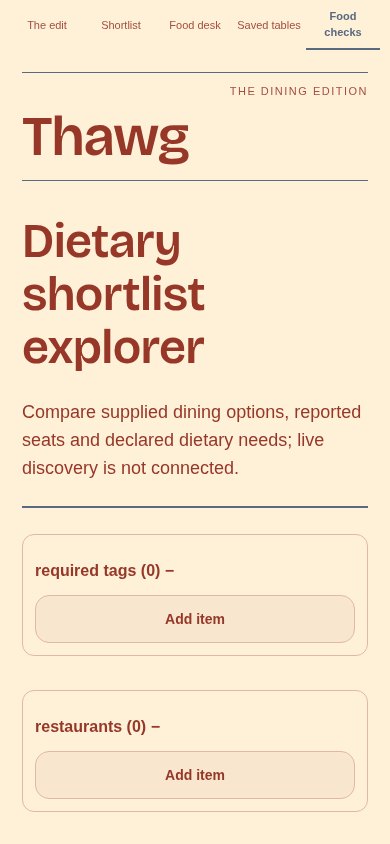 The edit
Shortlist
Food desk
Saved tables
Food
checks
THE DINING EDITION
Thawg
Dietary
shortlist
explorer
Compare supplied dining options, reported
seats and declared dietary needs; live
discovery is not connected.
required tags (0) –
Add item
restaurants (0) –
Add item